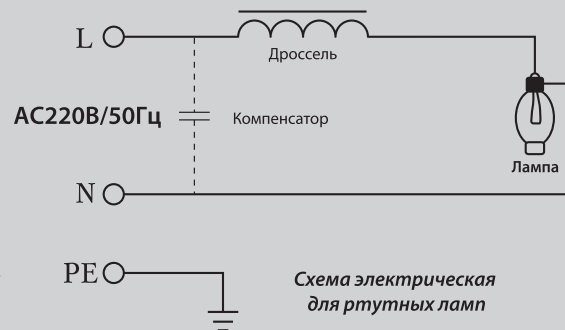 L
Дроссель
АС220В/50Гц
Компенсатор
Лампа
N
PE
Схема электрическая
для ртутных ламп